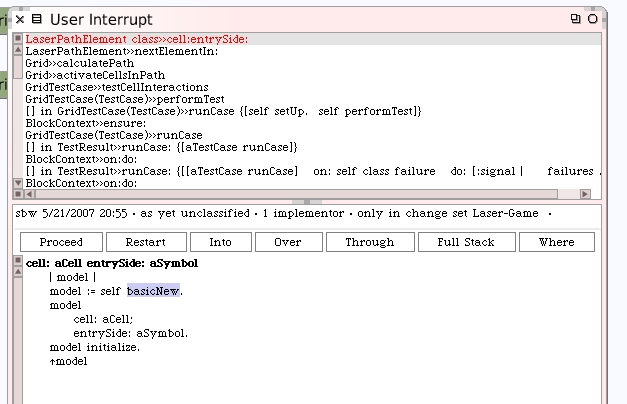 User Interrupt
LaserPathElement class>>cell:entrySide:
LaserPathElement>>nextElementIn:
Grid>>calculatePath
Grid>>activateCellsInPath
GridTestCase>>testCellInteractions
GridTestCase(TestCase)>>performTest
[] in GridTestCase(TestCase)>>runCase {[self setUp. self performTest]}
BlockContext>>ensure:
GridTestCase(TestCase)>>runCase
[] in TestResult>>runCase: {[aTestCase runCase]}
BlockContext>>on:do:
[] in TestResult>>runCase: {[[aTestCase runCase] on: self class failure do: [:signal | failures
BlockContext>>on:do:
sbw 5/21/2007 20:55 · as yet unclassified · 1 implementor · only in change set Laser-Game ·
Proceed Restart Into Over Through Full Stack Where
cell: aCell entrySide: aSymbol
| model |
model := self basicNew.
model
cell: aCell;
entrySide: aSymbol.
model initialize.
↑model